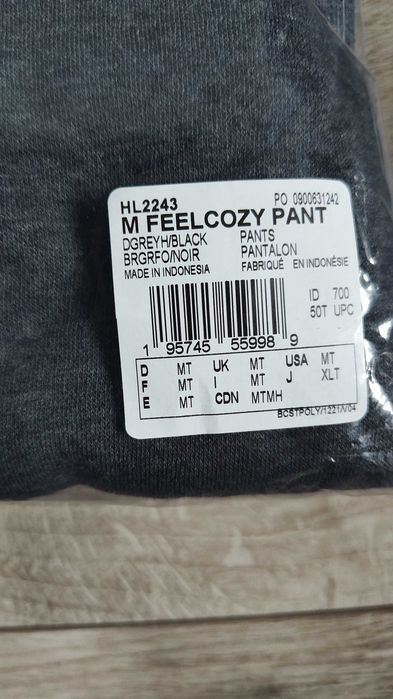 HL2243 PO 0900631242
M FEELCOZY PANT
DGREYH/BLACK PANTS
BRGRFO/NOIR PANTALON
MADE IN INDONESIA FABRIQUÉ EN INDONÉSIE
ID 700
50T UPC
1 95745 55998 9
D MT UK MT USA MT
F MT I MT J XLT
E MT CDN MTMH
BCSTPOLY/1221/V04